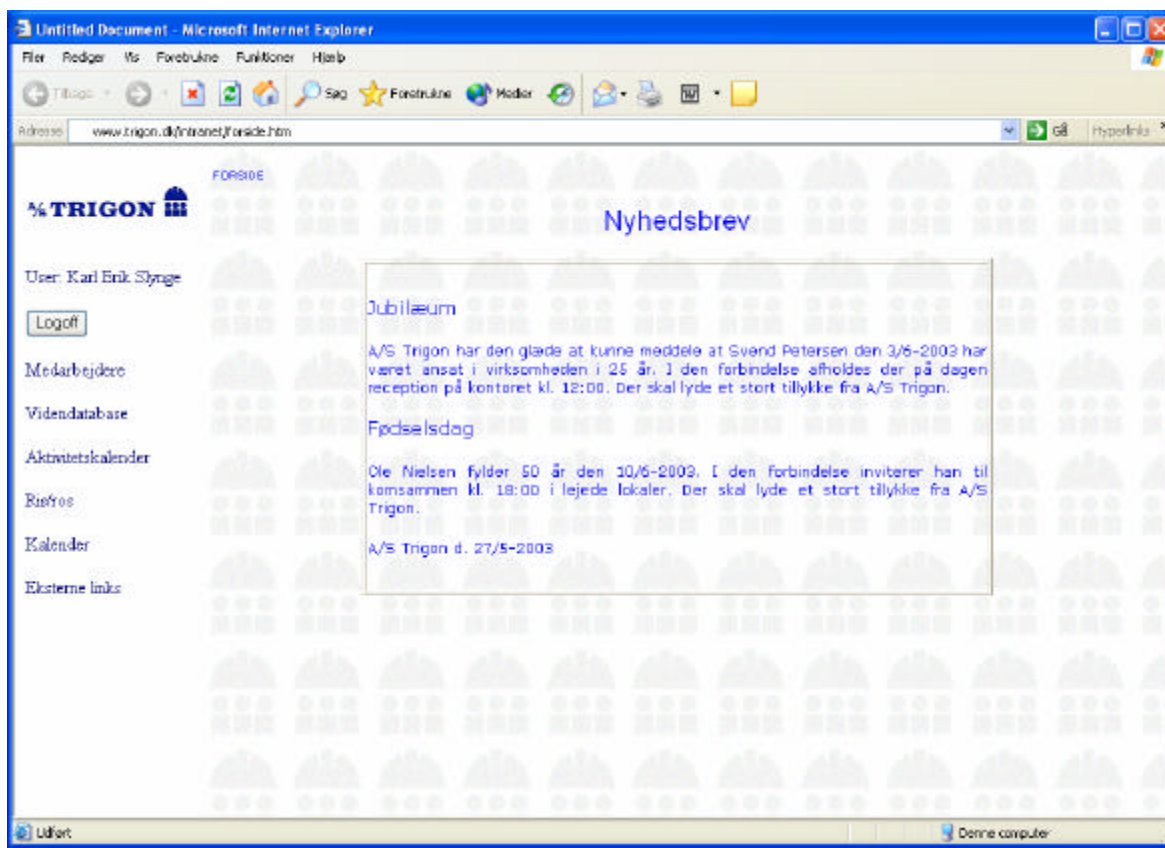 Untitled Document - Microsoft Internet Explorer
Filer Rediger Vis Foretrukne Funktioner Hjælp
Tilbage Søg Foretrukne Medier
Adresse www.trigon.dk/intranet/forside.htm Gå Hyperlinks
FORSIDE
A/S TRIGON
Nyhedsbrev
User: Karl Erik Slynge
Logoff
Medarbejdere
Videndatabase
Aktivitetskalender
Ris/ros
Kalender
Eksterne links
Jubilæum
A/S Trigon har den glæde at kunne meddele at Svend Petersen den 3/6-2003 har
været ansat i virksomheden i 25 år. I den forbindelse afholdes der på dagen
reception på kontoret kl. 12:00. Der skal lyde et stort tillykke fra A/S Trigon.
Fødselsdag
Ole Nielsen fylder 50 år den 10/6-2003. I den forbindelse inviterer han til
komsammen kl. 18:00 i lejede lokaler. Der skal lyde et stort tillykke fra A/S
Trigon.
A/S Trigon d. 27/5-2003
Udført Denne computer